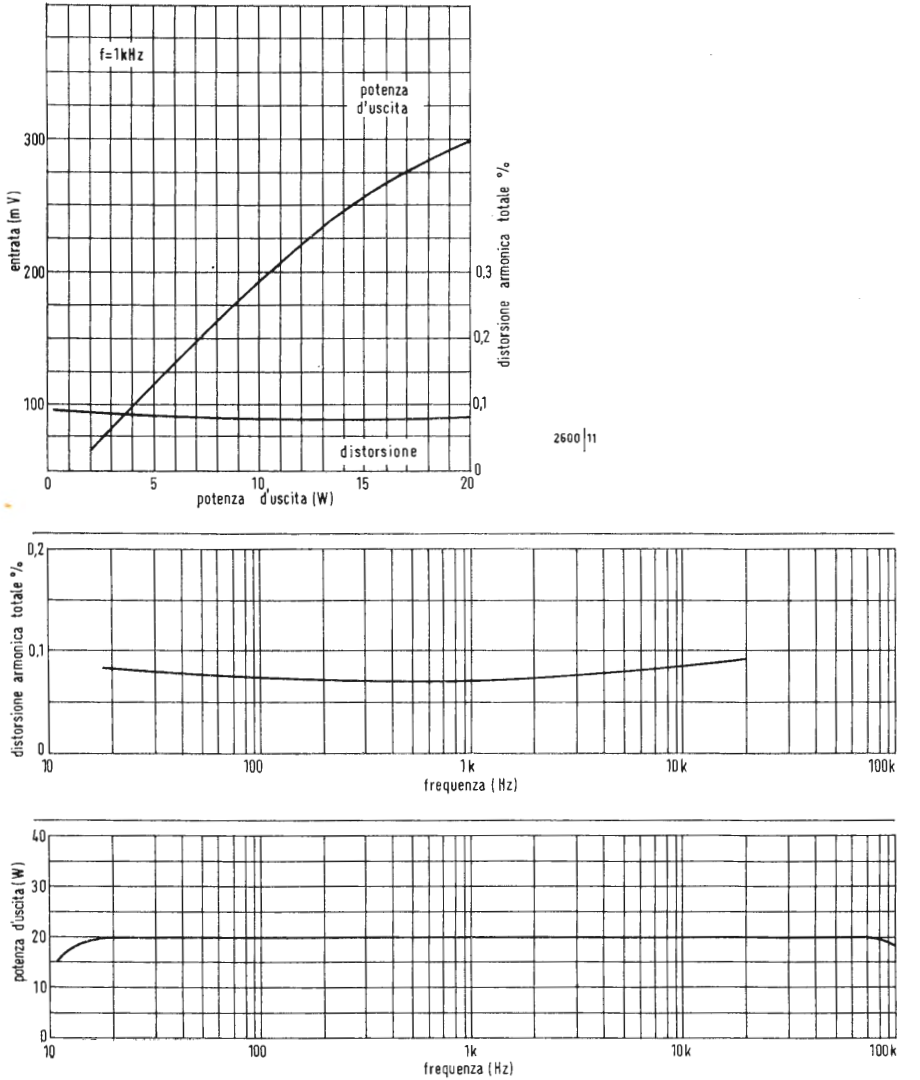 f=1kHz
potenza
d'uscita
300
200
100
entrata (mV)
0,3
0,2
0,1
0
distorsione armonica totale %
distorsione
0 5 10 15 20
potenza d'uscita (W)
2600|11
0,2
0,1
0
distorsione armonica totale %
10 100 1k 10k 100k
frequenza (Hz)
40
30
20
10
0
potenza d'uscita (W)
10 100 1k 10k 100k
frequenza (Hz)